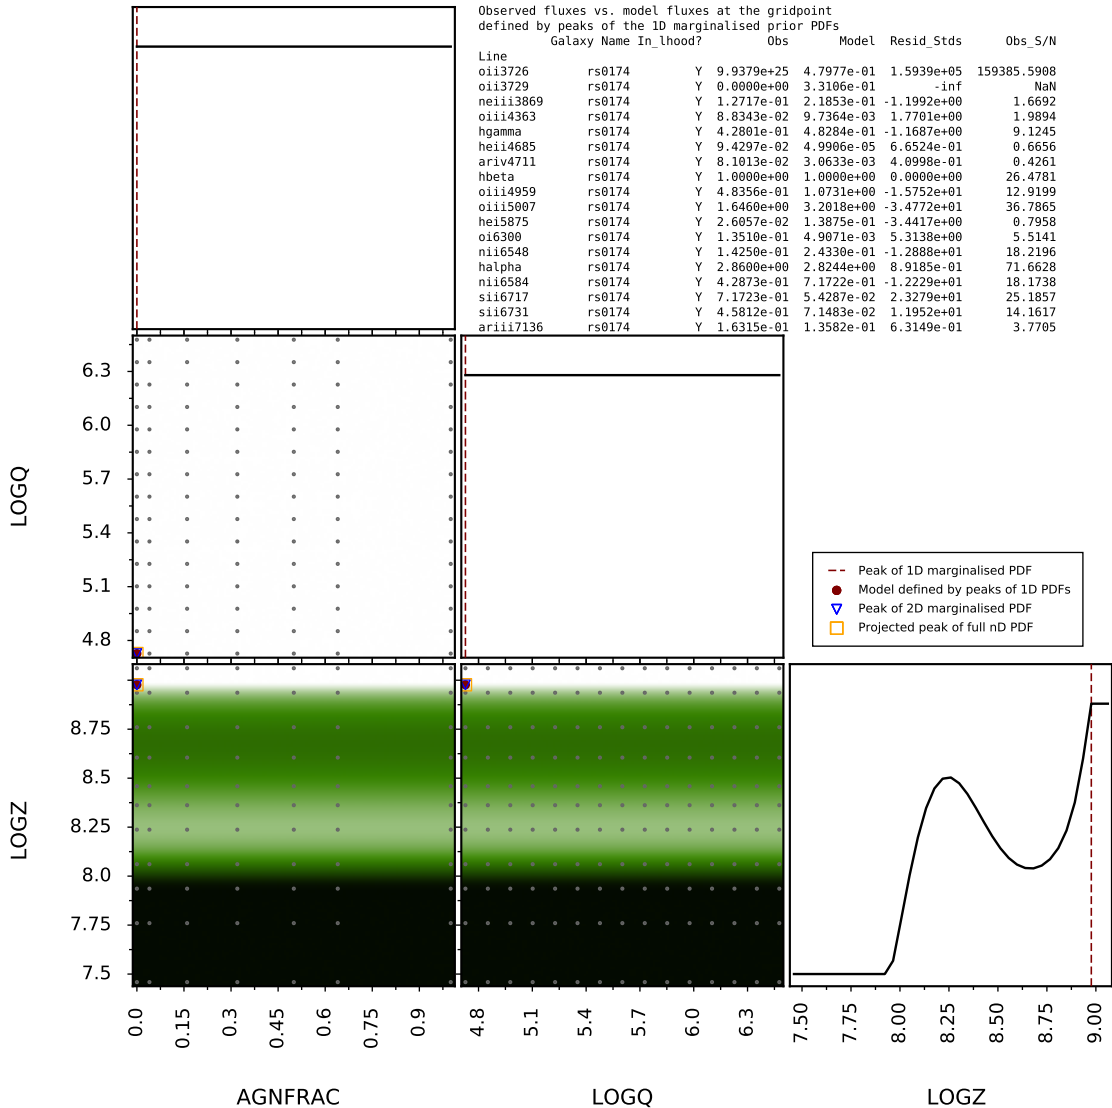 Observed fluxes vs. model fluxes at the gridpoint
defined by peaks of the 1D marginalised prior PDFs
Galaxy Name In_lhood? Obs Model Resid_Stds Obs_S/N
Line
oii3726 rs0174 Y 9.9379e+25 4.7977e-01 1.5939e+05 159385.5908
oii3729 rs0174 Y 0.0000e+00 3.3106e-01 -inf NaN
neiii3869 rs0174 Y 1.2717e-01 2.1853e-01 -1.1992e+00 1.6692
oiii4363 rs0174 Y 8.8343e-02 9.7364e-03 1.7701e+00 1.9894
hgamma rs0174 Y 4.2801e-01 4.8284e-01 -1.1687e+00 9.1245
heii4685 rs0174 Y 9.4297e-02 4.9906e-05 6.6524e-01 0.6656
ariv4711 rs0174 Y 8.1013e-02 3.0633e-03 4.0998e-01 0.4261
hbeta rs0174 Y 1.0000e+00 1.0000e+00 0.0000e+00 26.4781
oiii4959 rs0174 Y 4.8356e-01 1.0731e+00 -1.5752e+01 12.9199
oiii5007 rs0174 Y 1.6460e+00 3.2018e+00 -3.4772e+01 36.7865
hei5875 rs0174 Y 2.6057e-02 1.3875e-01 -3.4417e+00 0.7958
oi6300 rs0174 Y 1.3510e-01 4.9071e-03 5.3138e+00 5.5141
nii6548 rs0174 Y 1.4250e-01 2.4330e-01 -1.2888e+01 18.2196
halpha rs0174 Y 2.8600e+00 2.8244e+00 8.9185e-01 71.6628
nii6584 rs0174 Y 4.2873e-01 7.1722e-01 -1.2229e+01 18.1738
sii6717 rs0174 Y 7.1723e-01 5.4287e-02 2.3279e+01 25.1857
sii6731 rs0174 Y 4.5812e-01 7.1483e-02 1.1952e+01 14.1617
ariii7136 rs0174 Y 1.6315e-01 1.3582e-01 6.3149e-01 3.7705
6.3
6.0
5.7
5.4
5.1
4.8
LOGQ
Peak of 1D marginalised PDF
Model defined by peaks of 1D PDFs
Peak of 2D marginalised PDF
Projected peak of full nD PDF
8.75
8.5
8.25
8.0
7.75
7.5
LOGZ
0.0 0.15 0.3 0.45 0.6 0.75 0.9
4.8 5.1 5.4 5.7 6.0 6.3
7.50 7.75 8.00 8.25 8.50 8.75 9.00
AGNFRAC LOGQ LOGZ